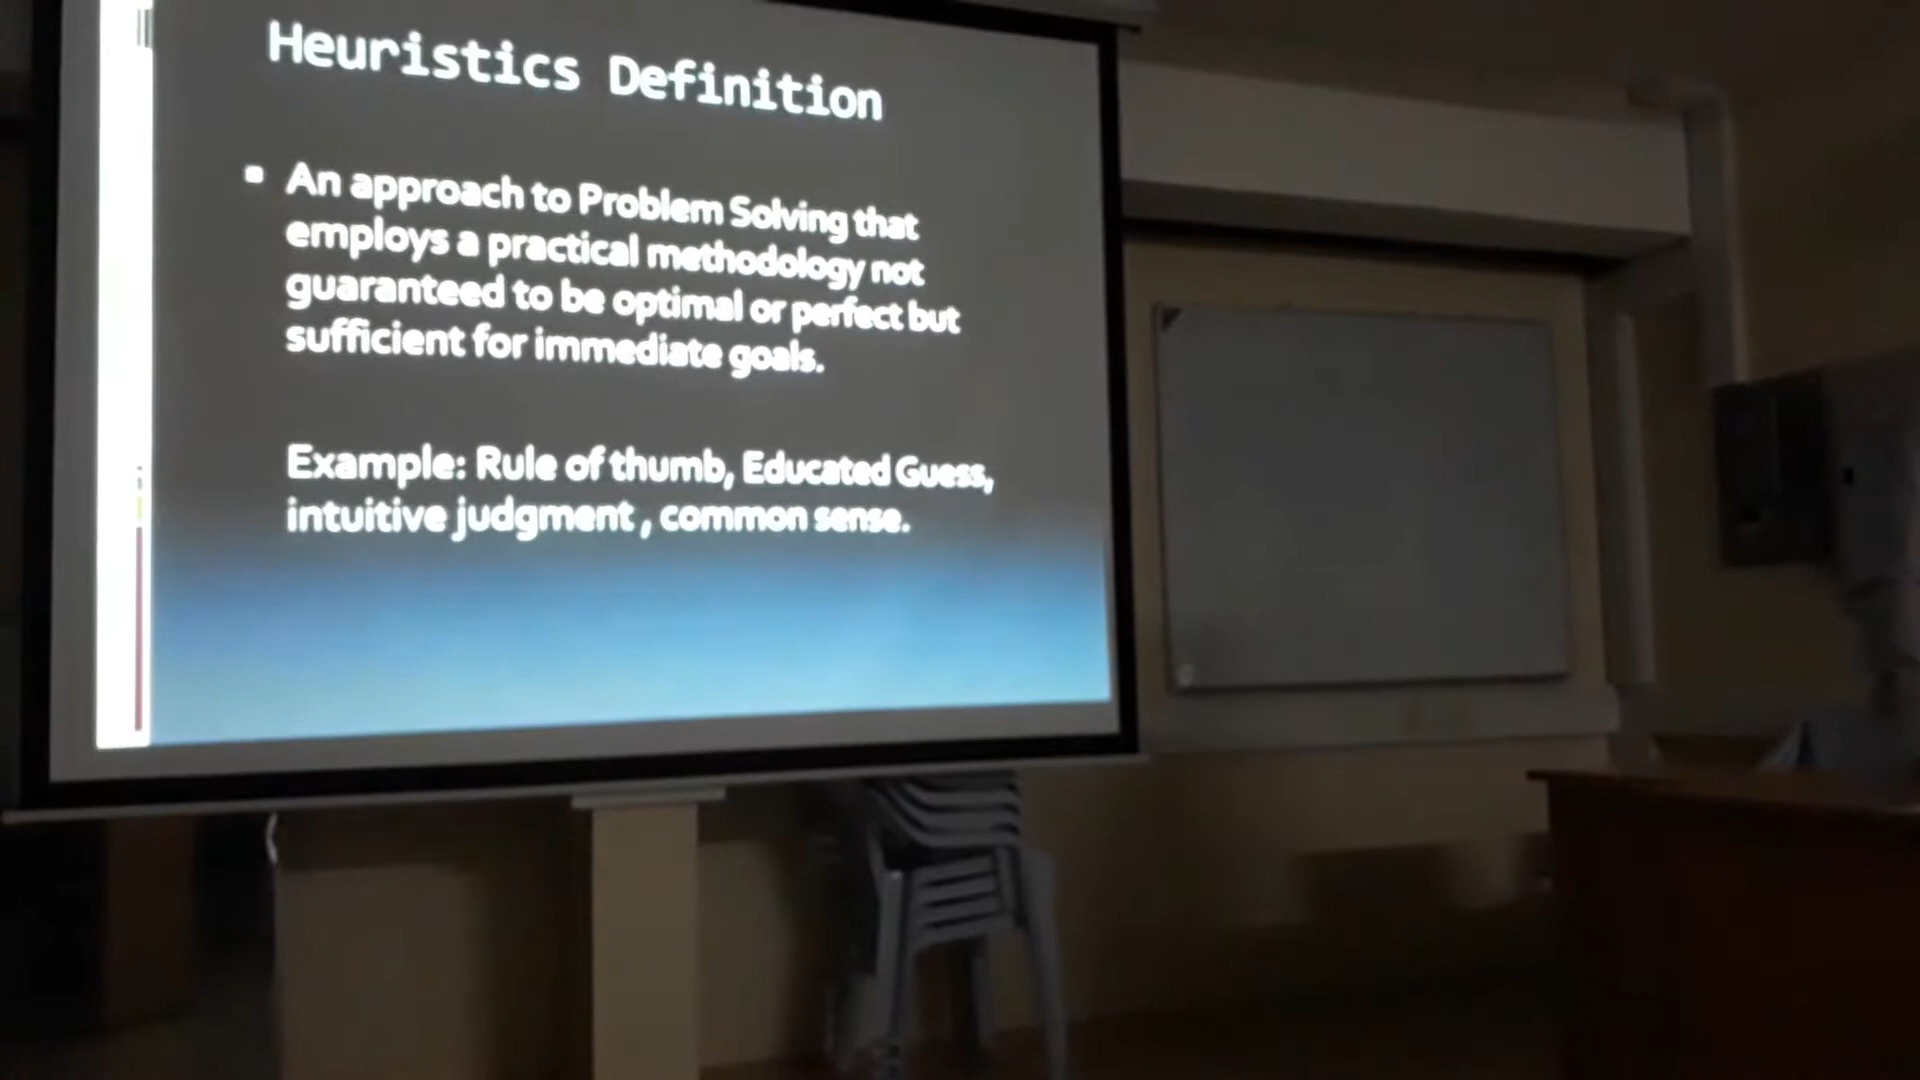 Heuristics Definition
▪ An approach to Problem Solving that
employs a practical methodology not
guaranteed to be optimal or perfect but
sufficient for immediate goals.
Example: Rule of thumb, Educated Guess,
intuitive judgment , common sense.